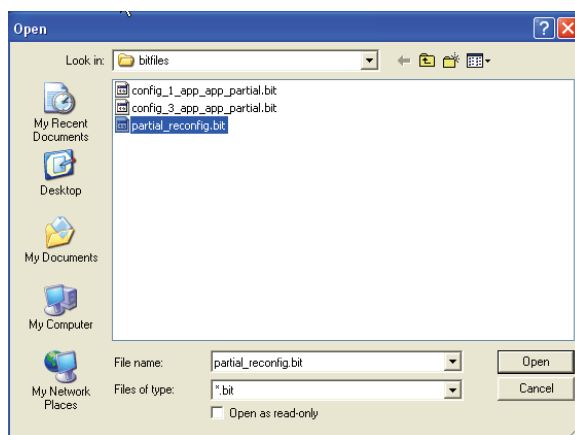 Open
Look in:
bitfiles
config_1_app_app_partial.bit
config_3_app_app_partial.bit
partial_reconfig.bit
My Recent
Documents
Desktop
My Documents
My Computer
My Network
Places
File name:
partial_reconfig.bit
Open
Files of type:
*.bit
Cancel
Open as read-only